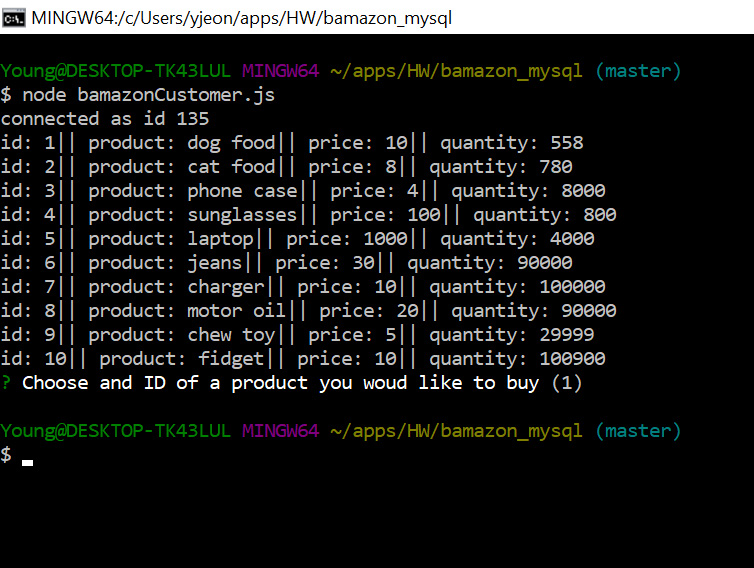 MINGW64:/c/Users/yjeon/apps/HW/bamazon_mysql
Young@DESKTOP-TK43LUL MINGW64 ~/apps/HW/bamazon_mysql (master)
$ node bamazonCustomer.js
connected as id 135
id: 1|| product: dog food|| price: 10|| quantity: 558
id: 2|| product: cat food|| price: 8|| quantity: 780
id: 3|| product: phone case|| price: 4|| quantity: 8000
id: 4|| product: sunglasses|| price: 100|| quantity: 800
id: 5|| product: laptop|| price: 1000|| quantity: 4000
id: 6|| product: jeans|| price: 30|| quantity: 90000
id: 7|| product: charger|| price: 10|| quantity: 100000
id: 8|| product: motor oil|| price: 20|| quantity: 90000
id: 9|| product: chew toy|| price: 5|| quantity: 29999
id: 10|| product: fidget|| price: 10|| quantity: 100900
? Choose and ID of a product you woud like to buy (1)
Young@DESKTOP-TK43LUL MINGW64 ~/apps/HW/bamazon_mysql (master)
$